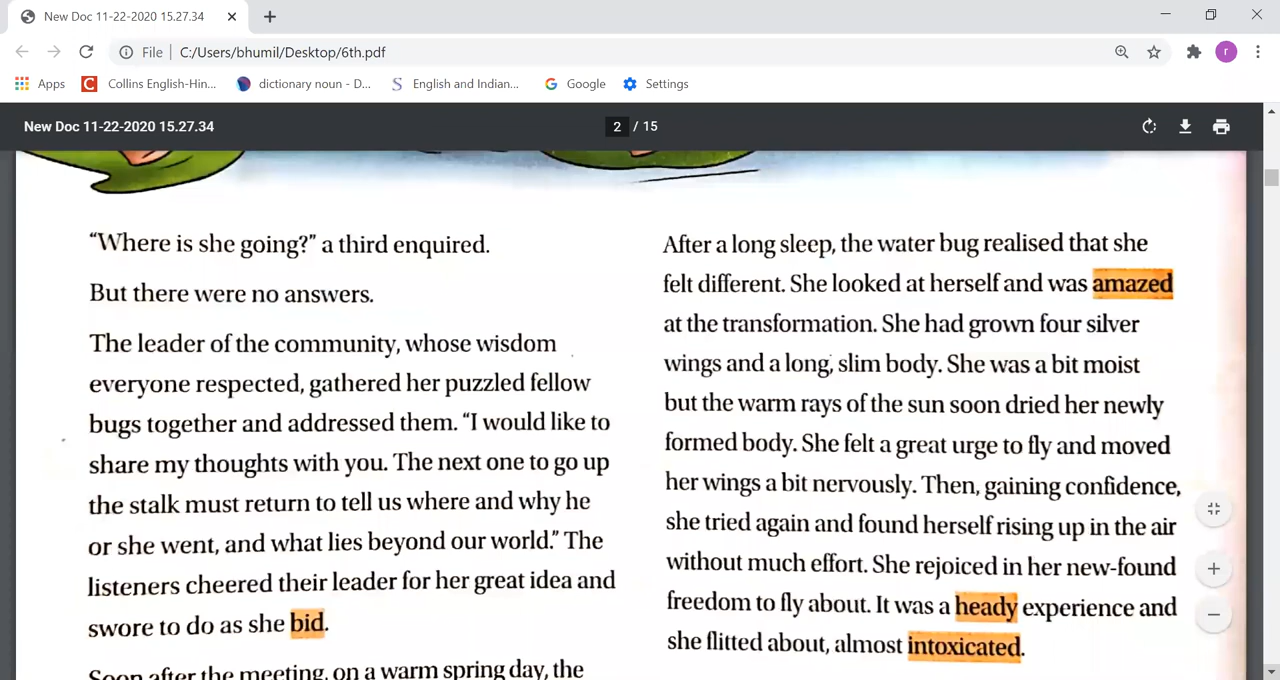 New Doc 11-22-2020 15.27.34
File
C:/Users/bhumil/Desktop/6th.pdf
r
Apps
C
Collins English-Hin...
dictionary noun - D...
S
English and Indian...
Google
Settings
New Doc 11-22-2020 15.27.34
2 / 15
“Where is she going?” a third enquired.
But there were no answers.
The leader of the community, whose wisdom
everyone respected, gathered her puzzled fellow
bugs together and addressed them. “I would like to
share my thoughts with you. The next one to go up
the stalk must return to tell us where and why he
or she went, and what lies beyond our world.” The
listeners cheered their leader for her great idea and
swore to do as she bid.
Soon after the meeting, on a warm spring day, the
After a long sleep, the water bug realised that she
felt different. She looked at herself and was amazed
at the transformation. She had grown four silver
wings and a long, slim body. She was a bit moist
but the warm rays of the sun soon dried her newly
formed body. She felt a great urge to fly and moved
her wings a bit nervously. Then, gaining confidence,
she tried again and found herself rising up in the air
without much effort. She rejoiced in her new-found
freedom to fly about. It was a heady experience and
she flitted about, almost intoxicated.